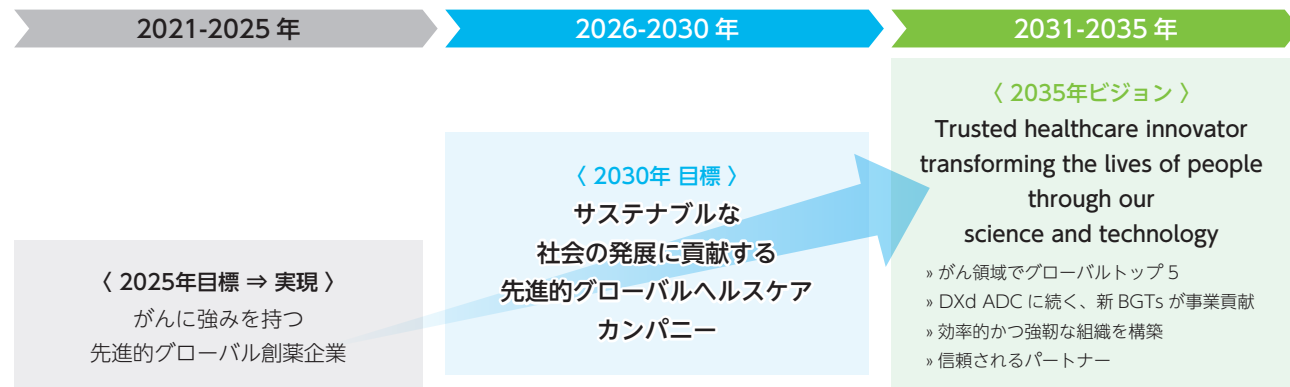 2021-2025 年
2026-2030 年
2031-2035 年
〈 2025年目標 ⇒ 実現 〉
がんに強みを持つ
先進的グローバル創薬企業
〈 2030年 目標 〉
サステナブルな
社会の発展に貢献する
先進的グローバルヘルスケア
カンパニー
〈 2035年ビジョン 〉
Trusted healthcare innovator
transforming the lives of people
through our
science and technology
» がん領域でグローバルトップ 5
» DXd ADC に続く、新 BGTs が事業貢献
» 効率的かつ強靭な組織を構築
» 信頼されるパートナー